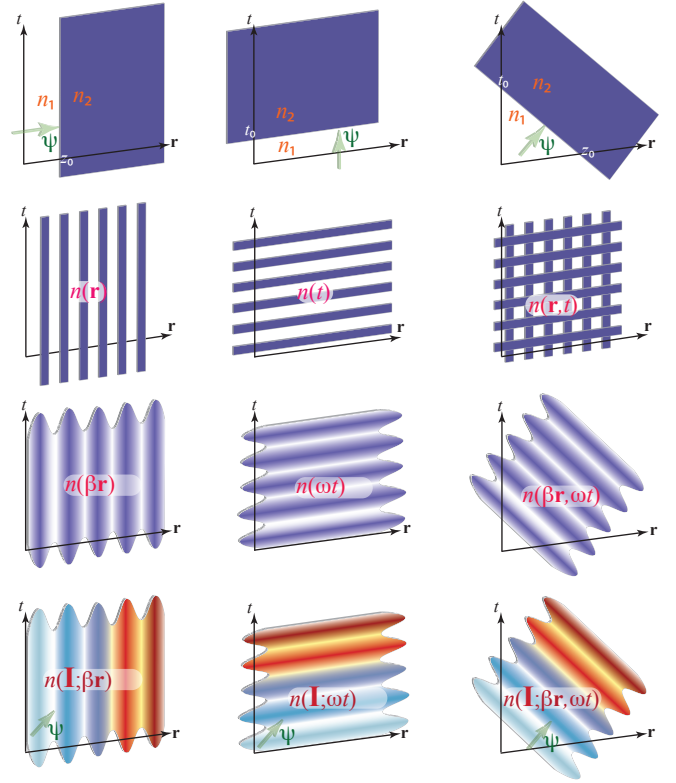 t t t
n₁ n₂ ψ z₀ r
t₀ n₂ n₁ ψ r
t₀ n₂ n₁ ψ z₀ r
t t t
n(r) r n(t) r n(r,t) r
t t t
n(βr) r n(ωt) r n(βr,ωt) r
t t t
n(I;βr) n(I;ωt) n(I;βr,ωt)
ψ r ψ r ψ r